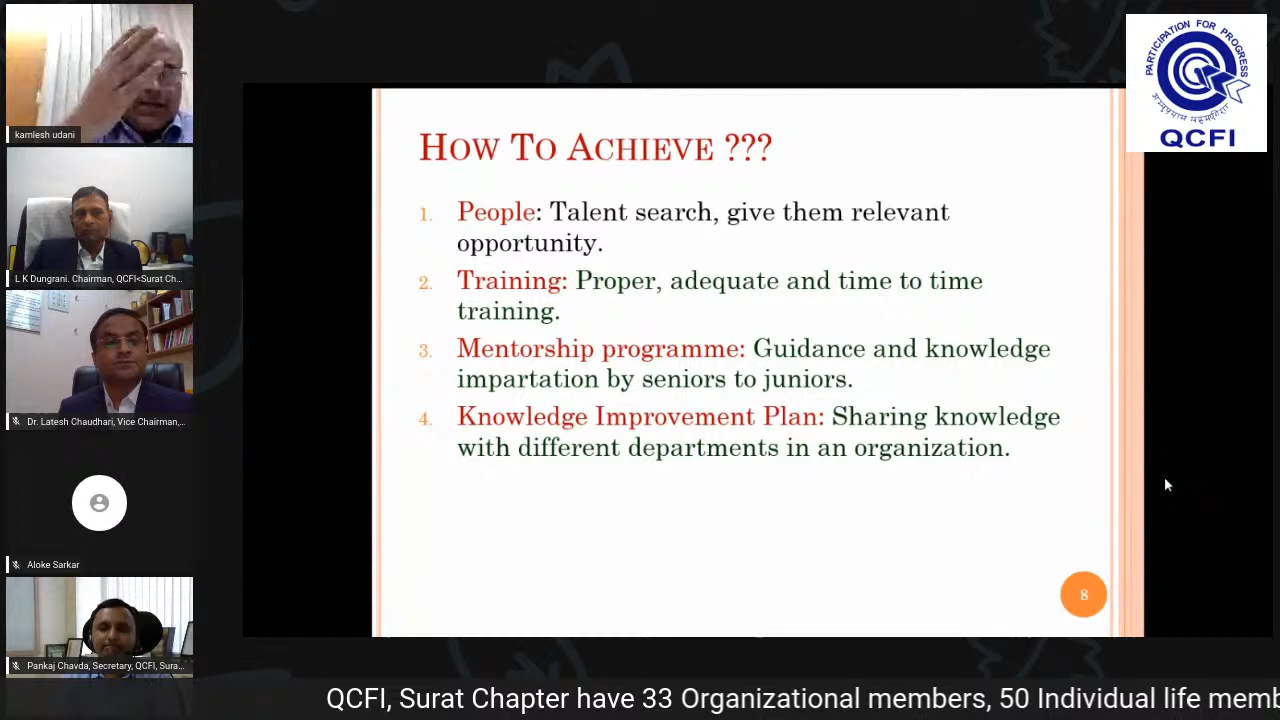 kamlesh udani
L K Dungrani. Chairman, QCFI<Surat Ch...
Dr. Latesh Chaudhari, Vice Chairman,...
Aloke Sarkar
Pankaj Chavda, Secretary, QCFI, Sura...
HOW TO ACHIEVE ???
1. People: Talent search, give them relevant
opportunity.
2. Training: Proper, adequate and time to time
training.
3. Mentorship programme: Guidance and knowledge
impartation by seniors to juniors.
4. Knowledge Improvement Plan: Sharing knowledge
with different departments in an organization.
8
PARTICIPATION FOR PROGRESS
QCFI
QCFI, Surat Chapter have 33 Organizational members, 50 Individual life memb